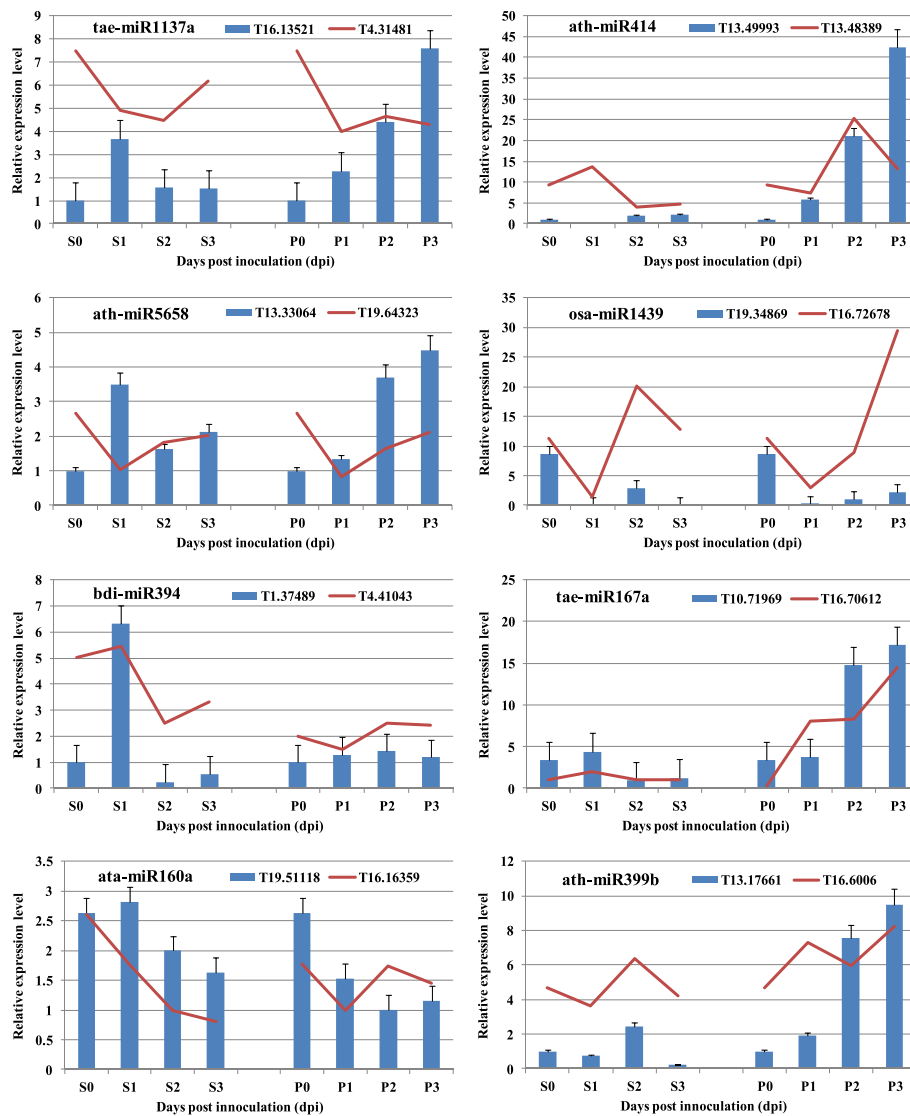 tae-miR1137a T16.13521 T4.31481
Relative expression level
9
8
7
6
5
4
3
2
1
0
S0 S1 S2 S3 P0 P1 P2 P3
Days post inoculation (dpi)
ath-miR414 T13.49993 T13.48389
Relative expression level
50
45
40
35
30
25
20
15
10
5
0
S0 S1 S2 S3 P0 P1 P2 P3
Days post inoculation (dpi)
ath-miR5658 T13.33064 T19.64323
Relative expression level
6
5
4
3
2
1
0
S0 S1 S2 S3 P0 P1 P2 P3
Days post inoculation (dpi)
osa-miR1439 T19.34869 T16.72678
Relative expression level
35
30
25
20
15
10
5
0
S0 S1 S2 S3 P0 P1 P2 P3
Days post inoculation (dpi)
bdi-miR394 T1.37489 T4.41043
Relative expression level
8
7
6
5
4
3
2
1
0
S0 S1 S2 S3 P0 P1 P2 P3
Days post innoculation (dpi)
tae-miR167a T10.71969 T16.70612
Relative expression level
25
20
15
10
5
0
S0 S1 S2 S3 P0 P1 P2 P3
Days post innoculation (dpi)
ata-miR160a T19.51118 T16.16359
Relative expression level
3.5
3
2.5
2
1.5
1
0.5
0
S0 S1 S2 S3 P0 P1 P2 P3
Days post inoculation (dpi)
ath-miR399b T13.17661 T16.6006
Relative expression level
12
10
8
6
4
2
0
S0 S1 S2 S3 P0 P1 P2 P3
Days post inoculation (dpi)